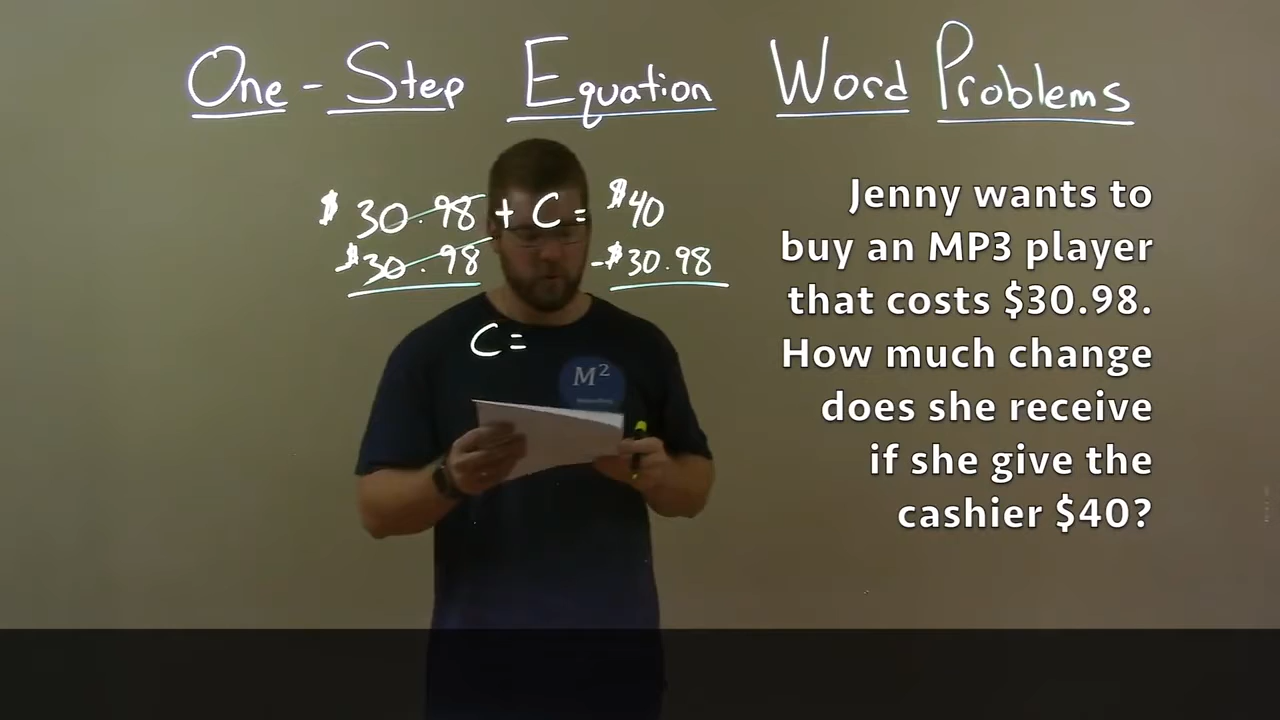 One-Step Equation Word Problems
$30.98 + C = $40
-$30.98 -$30.98
C =
M²
Jenny wants to
buy an MP3 player
that costs $30.98.
How much change
does she receive
if she give the
cashier $40?